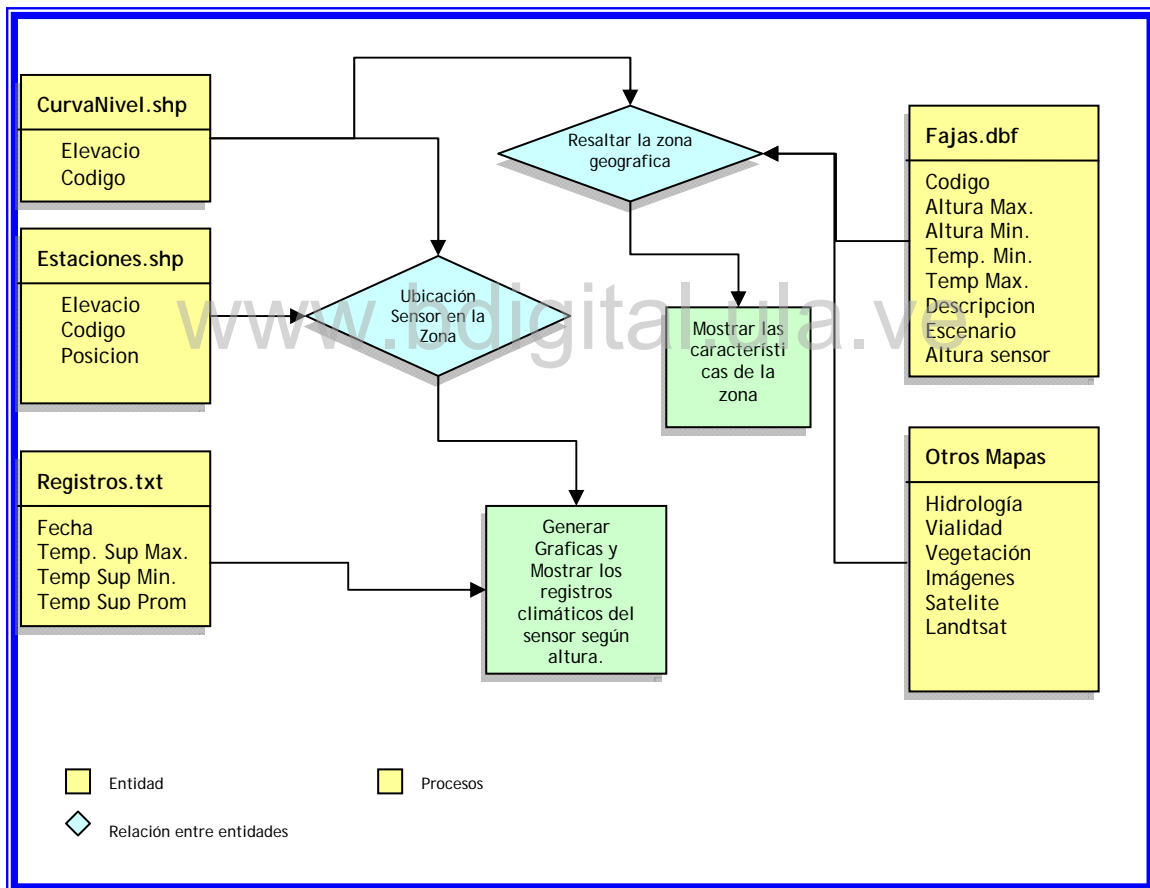 CurvaNivel.shp
Elevacio
Codigo
Estaciones.shp
Elevacio
Codigo
Posicion
Registros.txt
Fecha
Temp. Sup Max.
Temp Sup Min.
Temp Sup Prom
Resaltar la zona
geografica
Ubicación
Sensor en la
Zona
Mostrar las
característi
cas de la
zona
Generar
Graficas y
Mostrar los
registros
climáticos del
sensor según
altura.
Fajas.dbf
Codigo
Altura Max.
Altura Min.
Temp. Min.
Temp Max.
Descripcion
Escenario
Altura sensor
Otros Mapas
Hidrología
Vialidad
Vegetación
Imágenes
Satelite
Landtsat
www.bdigital.ula.ve
Entidad
Procesos
Relación entre entidades